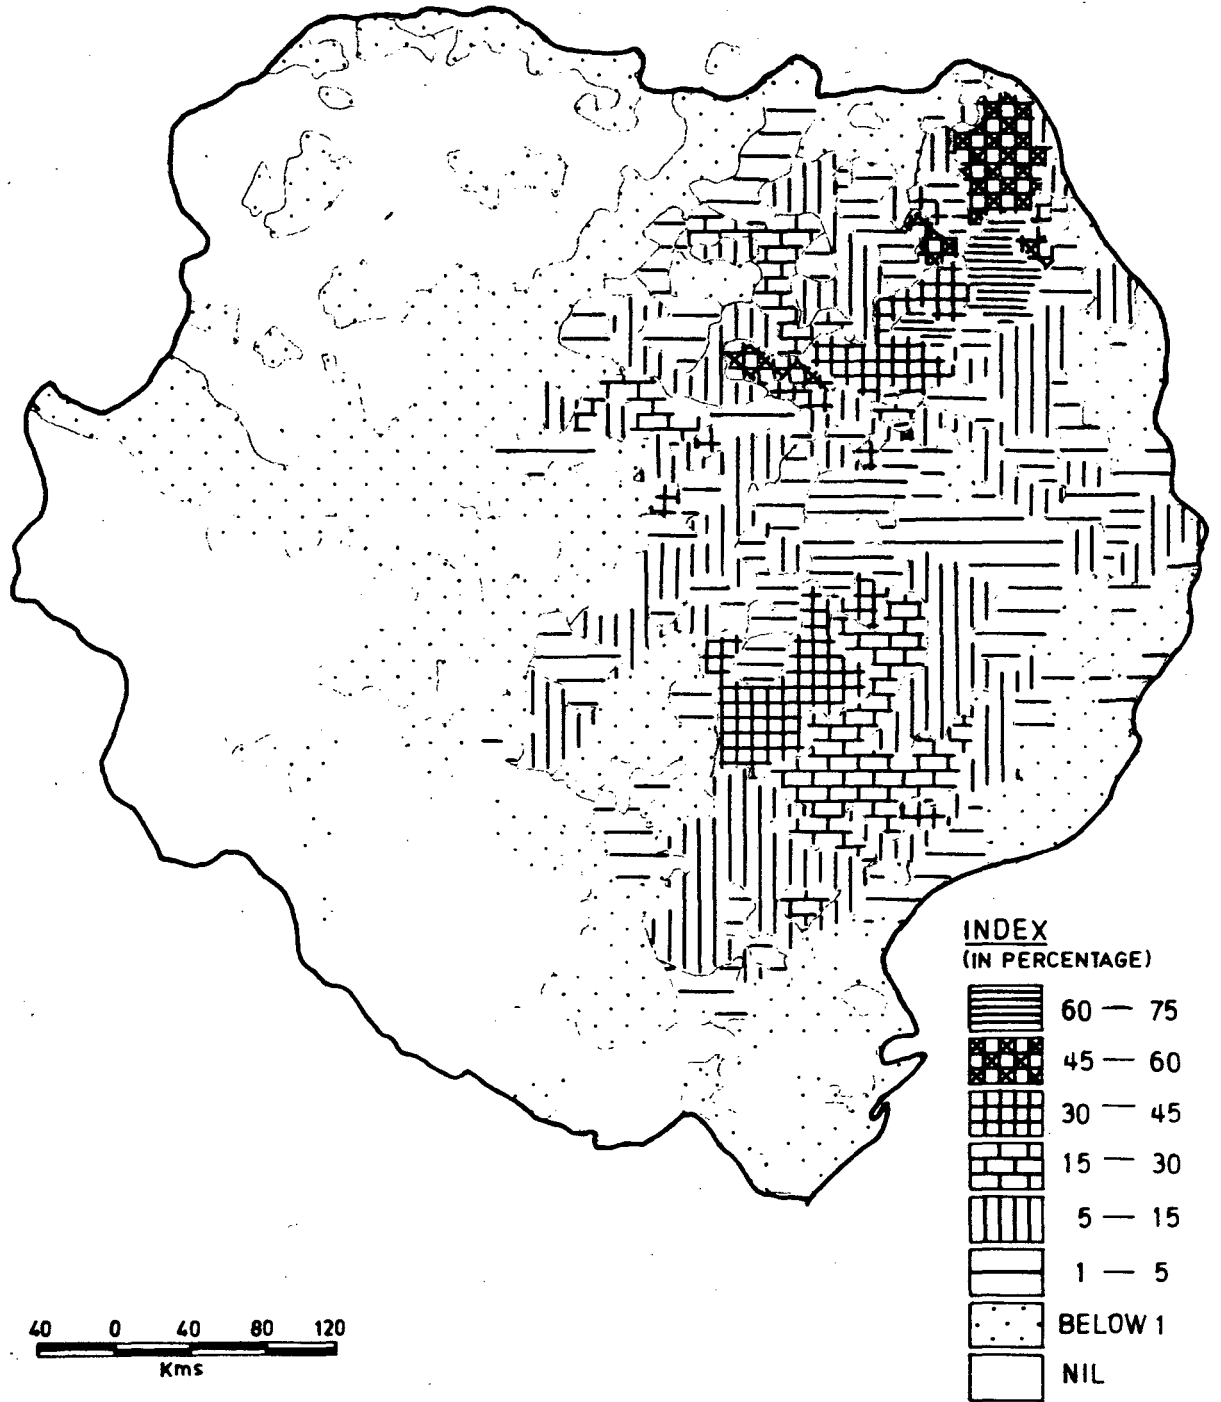 INDEX
(IN PERCENTAGE)
60 — 75
45 — 60
30 — 45
15 — 30
5 — 15
1 — 5
BELOW 1
NIL
40 0 40 80 120
Kms